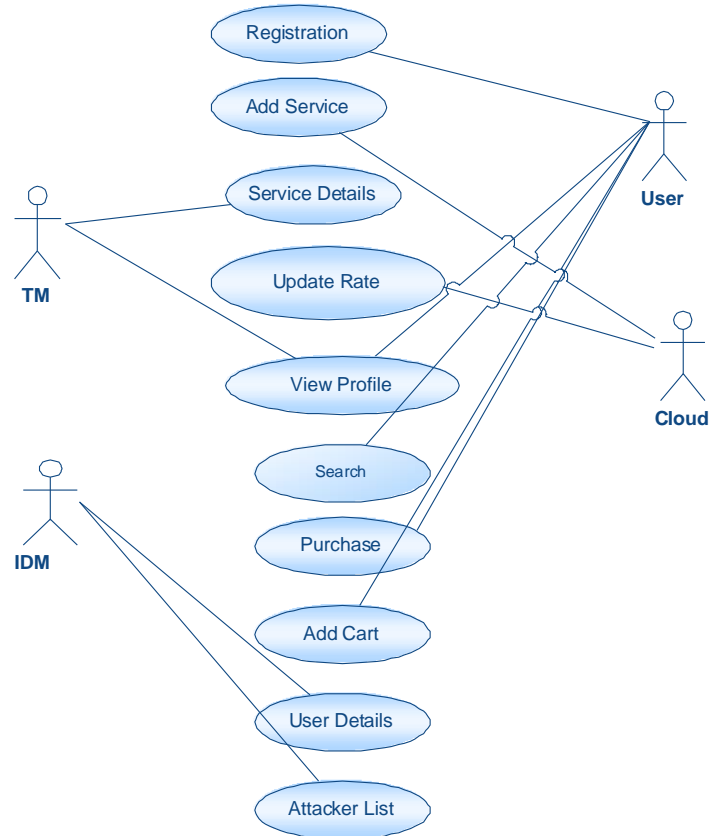 Registration
Add Service
User
Service Details
TM
Update Rate
View Profile
Cloud
Search
IDM
Purchase
Add Cart
User Details
Attacker List